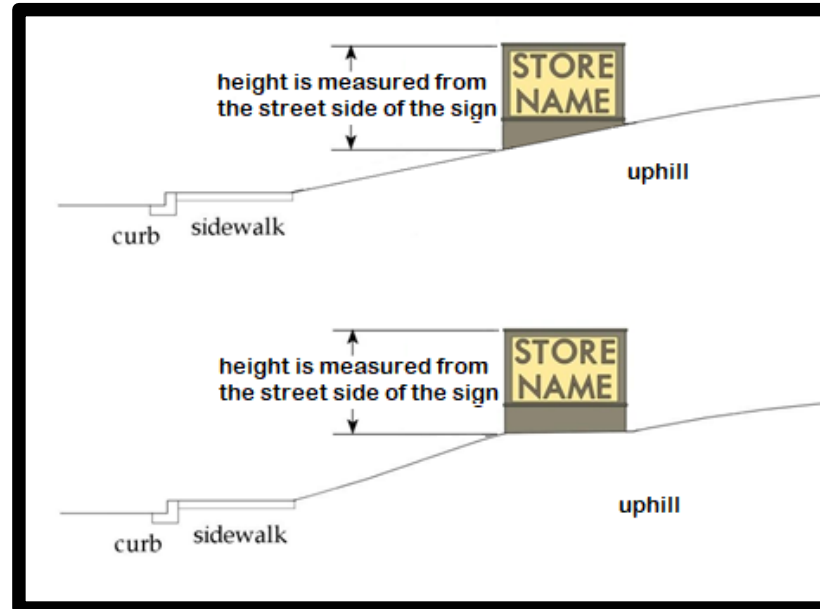 STORE
NAME
height is measured from
the street side of the sign
uphill
curb
sidewalk
STORE
NAME
height is measured from
the street side of the sign
uphill
curb
sidewalk